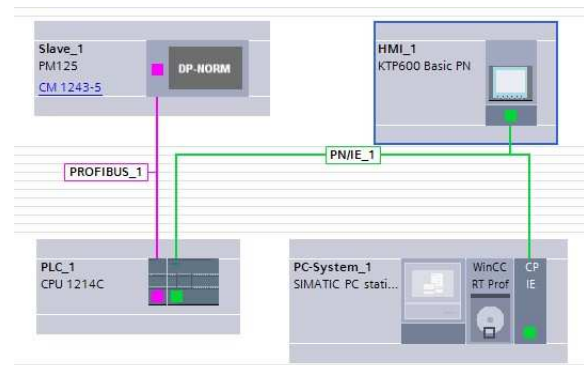 Slave_1
PM125
CM 1243-5
DP-NORM
HMI_1
KTP600 Basic PN
PN/IE_1
PROFIBUS_1
PLC_1
CPU 1214C
PC-System_1
SIMATIC PC stati...
WinCC
RT Prof
CP
IE